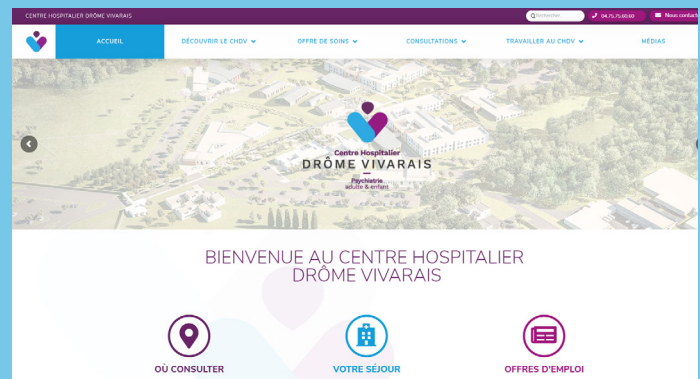 CENTRE HOSPITALIER DRÔME VIVARAIS
Rechercher
04.75.75.60.60
Nous contact
ACCUEIL
DÉCOUVRIR LE CHDV
OFFRE DE SOINS
CONSULTATIONS
TRAVAILLER AU CHDV
MÉDIAS
Centre Hospitalier
DRÔME VIVARAIS
Psychiatrie
adulte & enfant
BIENVENUE AU CENTRE HOSPITALIER
DRÔME VIVARAIS
OÙ CONSULTER
VOTRE SÉJOUR
OFFRES D'EMPLOI